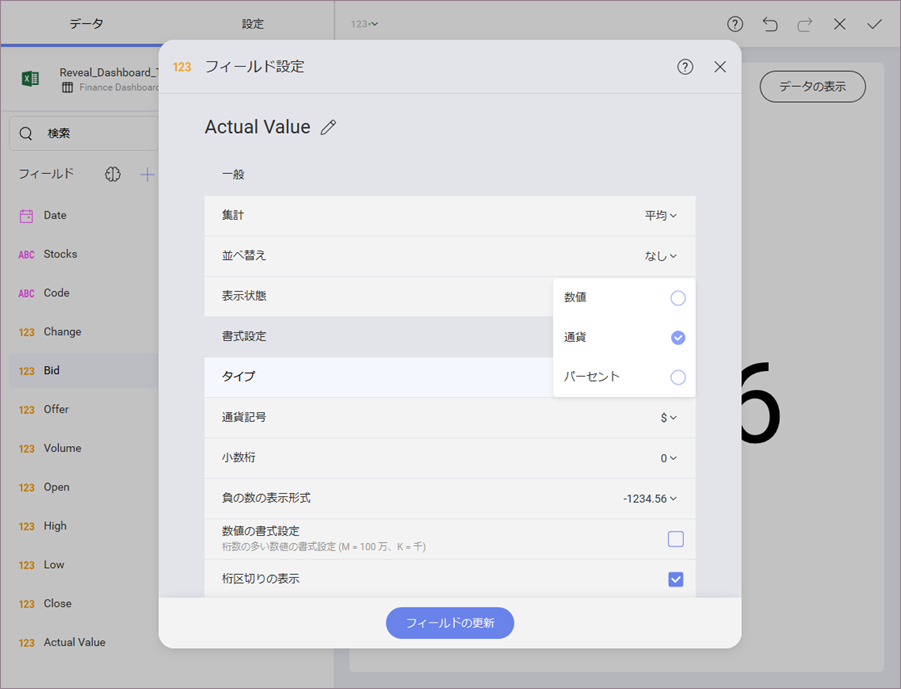 データ
設定
123
Reveal_Dashboard_T
Finance Dashboard
データの表示
検索
フィールド
Date
ABC Stocks
ABC Code
123 Change
123 Bid
123 Offer
123 Volume
123 Open
123 High
123 Low
123 Close
123 Actual Value
123 フィールド設定
Actual Value
一般
集計 平均
並べ替え なし
表示状態
数値
書式設定
通貨
タイプ
パーセント
通貨記号 $
小数桁 0
負の数の表示形式 -1234.56
数値の書式設定
桁数の多い数値の書式設定 (M = 100 万、K = 千)
桁区切りの表示
フィールドの更新
6